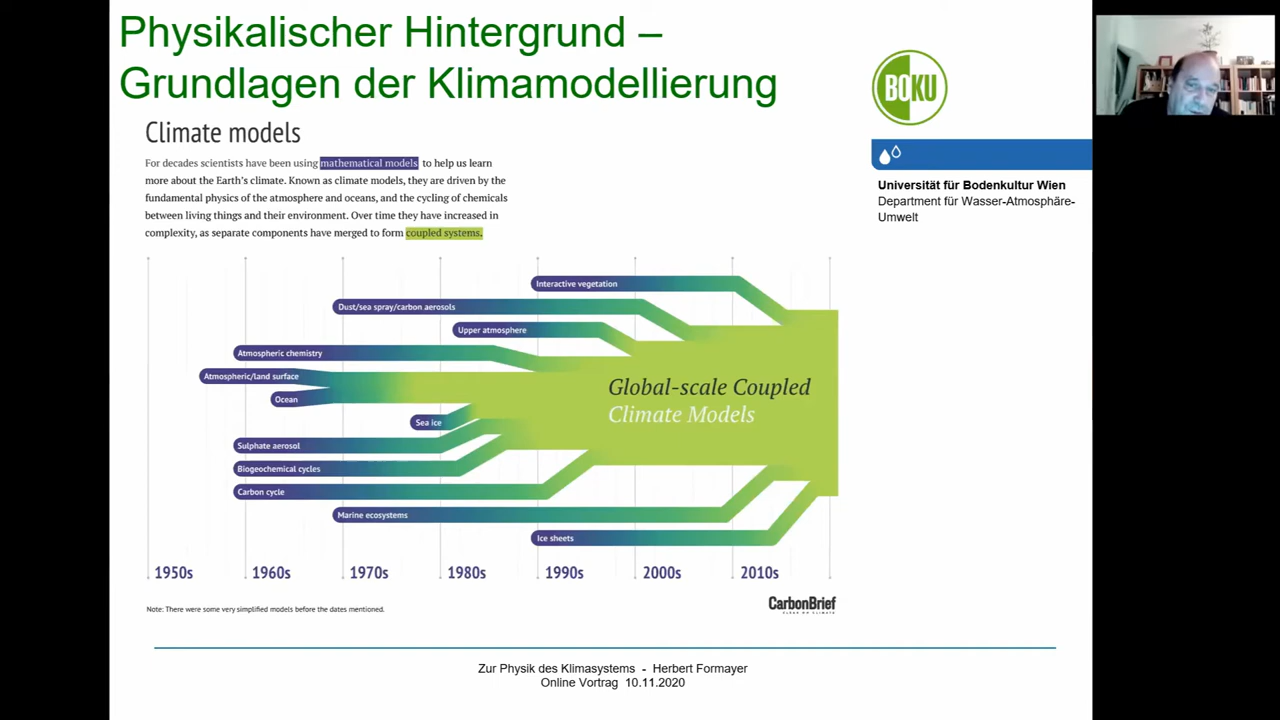 Physikalischer Hintergrund –
Grundlagen der Klimamodellierung
BOKU
Universität für Bodenkultur Wien
Department für Wasser-Atmosphäre-
Umwelt
Climate models
For decades scientists have been using mathematical models to help us learn
more about the Earth's climate. Known as climate models, they are driven by the
fundamental physics of the atmosphere and oceans, and the cycling of chemicals
between living things and their environment. Over time they have increased in
complexity, as separate components have merged to form coupled systems.
Interactive vegetation
Dust/sea spray/carbon aerosols
Upper atmosphere
Atmospheric chemistry
Atmospheric/land surface
Ocean
Global-scale Coupled
Climate Models
Sea ice
Sulphate aerosol
Biogeochemical cycles
Carbon cycle
Marine ecosystems
Ice sheets
1950s 1960s 1970s 1980s 1990s 2000s 2010s
Note: There were some very simplified models before the dates mentioned.
CarbonBrief
Zur Physik des Klimasystems - Herbert Formayer
Online Vortrag 10.11.2020